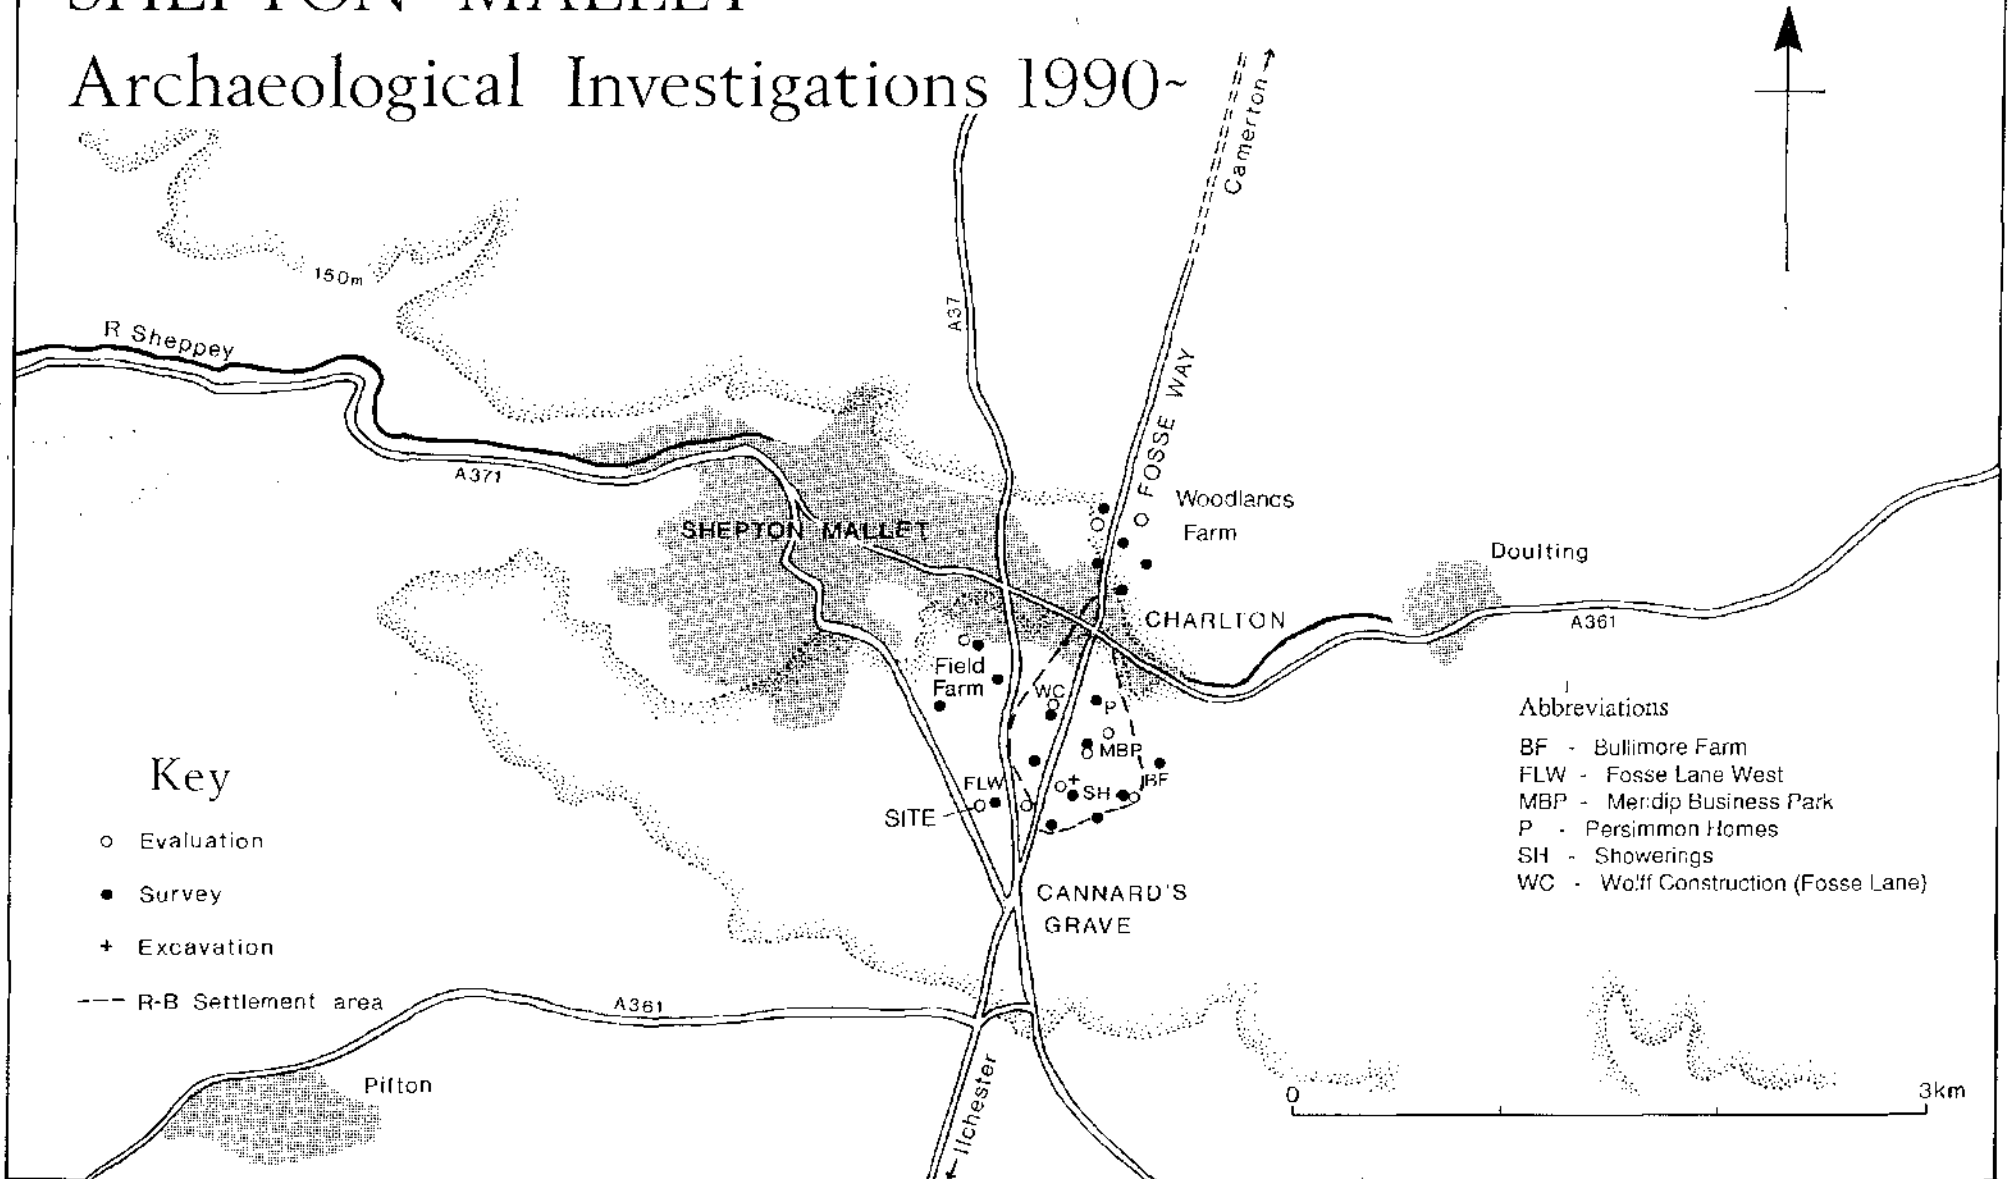 SHEPTON MALLET
Archaeological Investigations 1990~
Camerton
150m
A37
R Sheppey
FOSSE WAY
A371
Woodlands
Farm
SHEPTON MALLET
Doulting
CHARLTON
A361
Field
Farm
WC
P
MBP
BF
FLW
SH
SITE
CANNARD'S
GRAVE
Key
Evaluation
Survey
+ Excavation
--- R-B Settlement area
A361
Pilton
Ilchester
Abbreviations
BF - Bullimore Farm
FLW - Fosse Lane West
MBP - Mendip Business Park
P - Persimmon Homes
SH - Showerings
WC - Wolff Construction (Fosse Lane)
0
3km